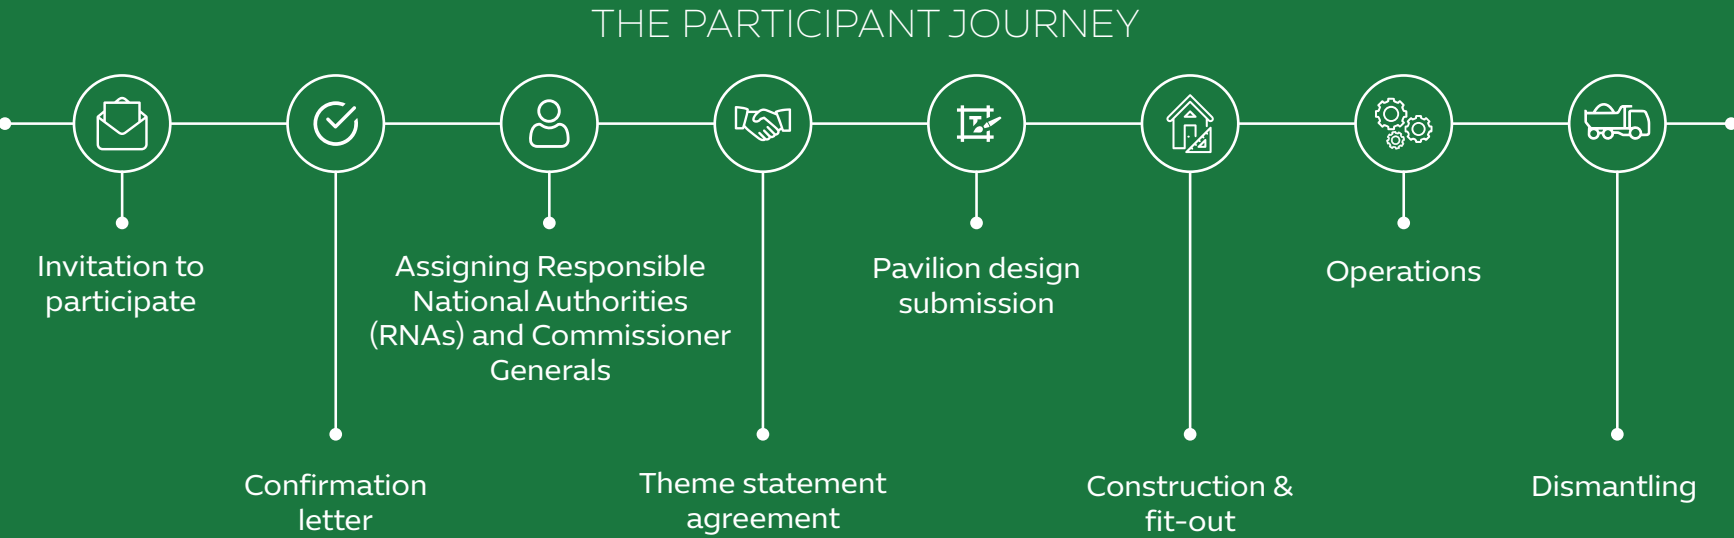 THE PARTICIPANT JOURNEY
Invitation to
participate
Confirmation
letter
Assigning Responsible
National Authorities
(RNAs) and Commissioner
Generals
Theme statement
agreement
Pavilion design
submission
Construction &
fit-out
Operations
Dismantling